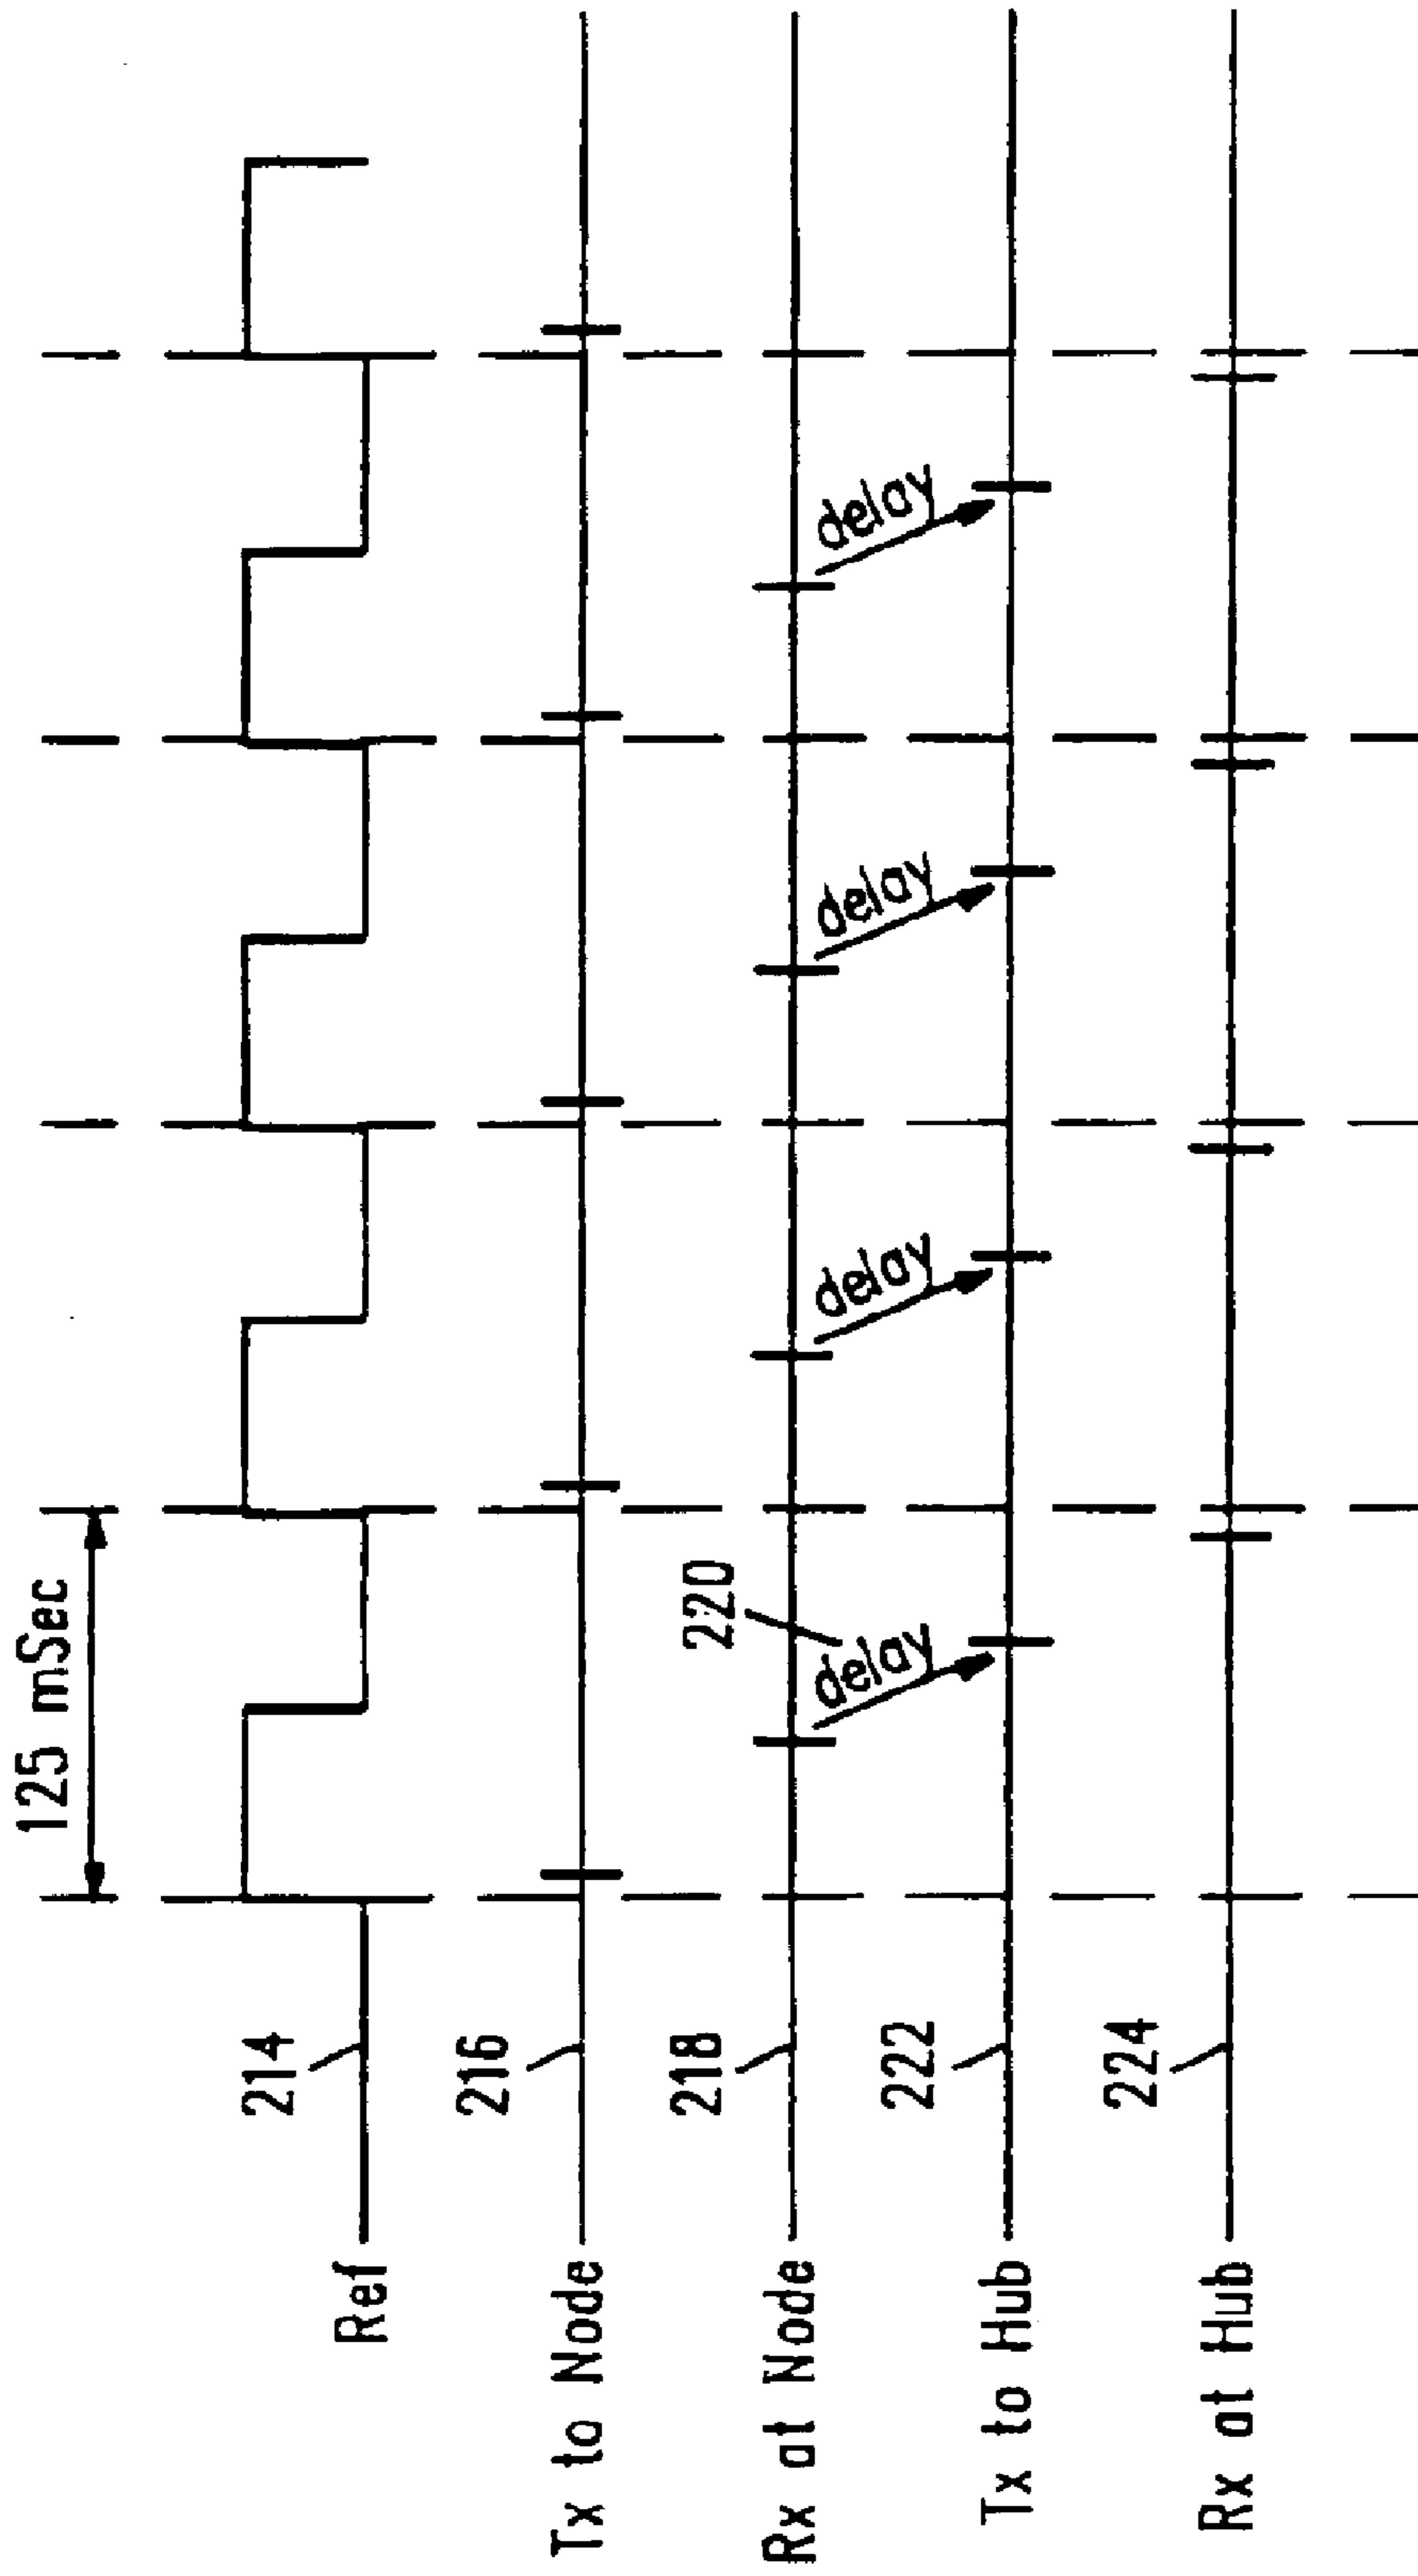 125 mSec
Ref
214
Tx to Node
216
Rx at Node
218
220
delay
delay
delay
delay
Tx to Hub
222
Rx at Hub
224